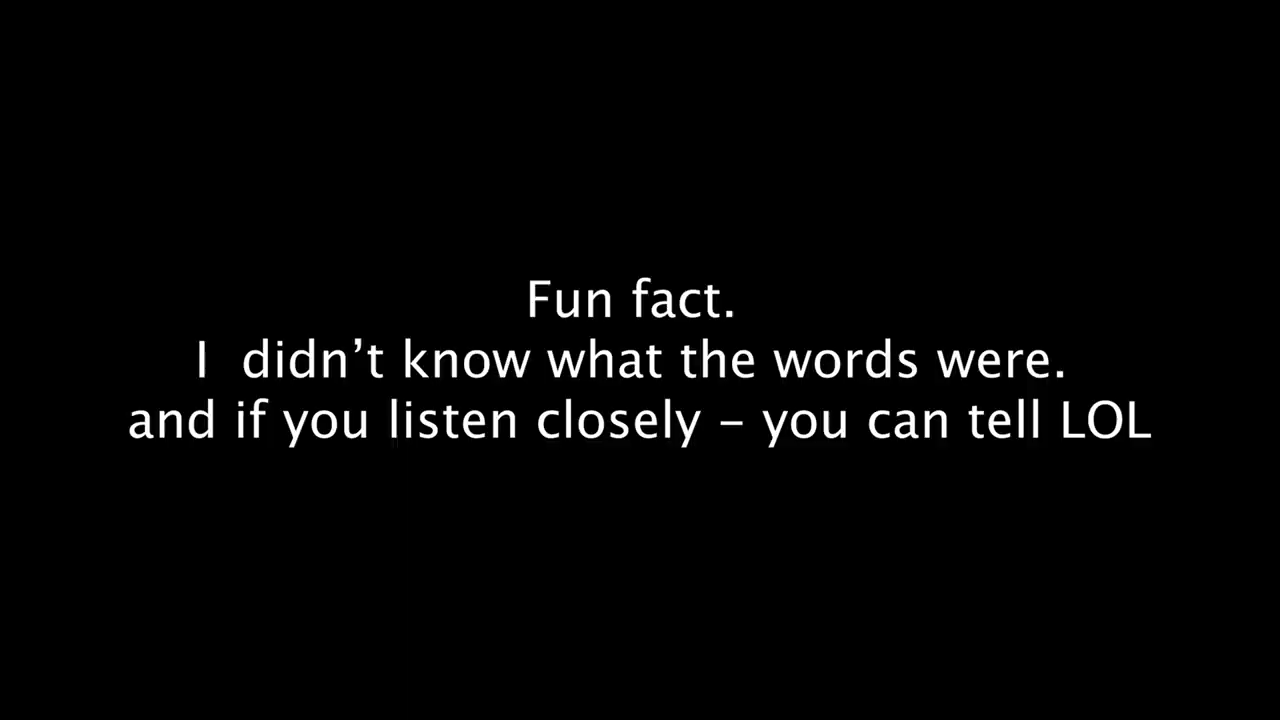 Fun fact.
I  didn’t know what the words were.
and if you listen closely – you can tell LOL